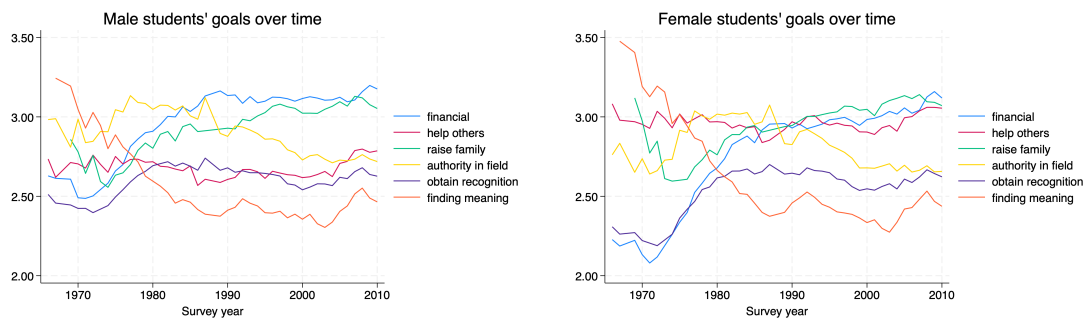 Male students' goals over time
3.50
3.00
2.50
2.00
1970
1980
1990
2000
2010
Survey year
financial
help others
raise family
authority in field
obtain recognition
finding meaning
Female students' goals over time
3.50
3.00
2.50
2.00
1970
1980
1990
2000
2010
Survey year
financial
help others
raise family
authority in field
obtain recognition
finding meaning